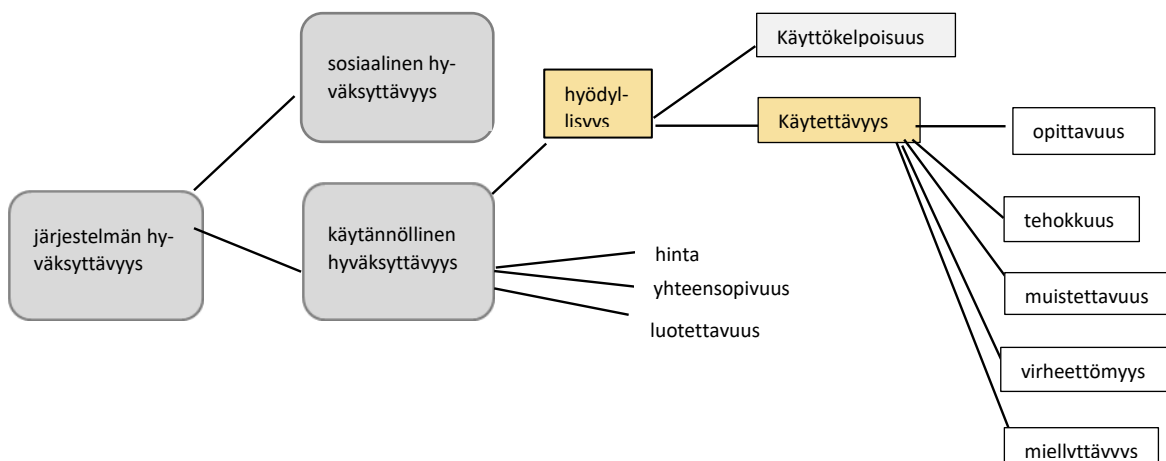 järjestelmän hy-
väksyttävyys
sosiaalinen hy-
väksyttävyys
käytännöllinen
hyväksyttävyys
hyödyl-
lisyys
hinta
yhteensopivuus
luotettavuus
Käyttökelpoisuus
Käytettävyys
opittavuus
tehokkuus
muistettavuus
virheettömyys
miellyttävyys